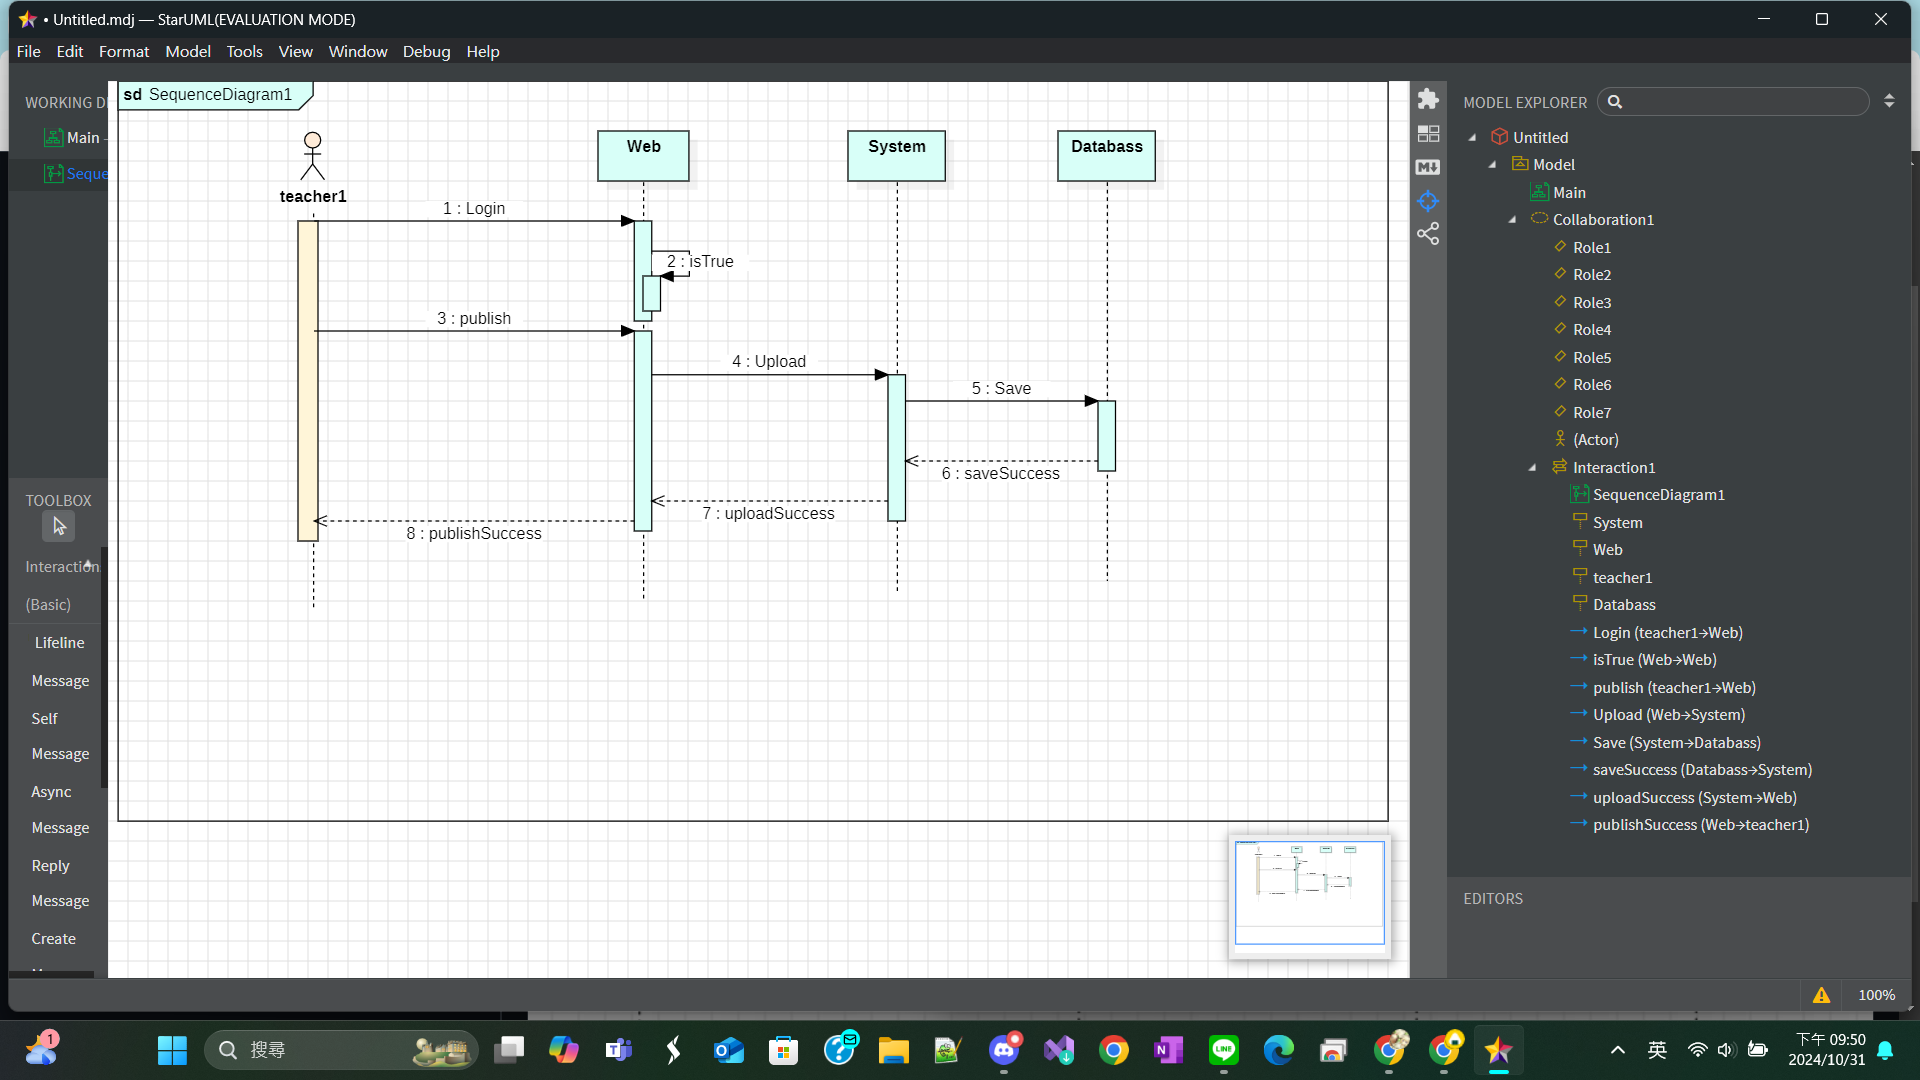 • Untitled.mdj — StarUML(EVALUATION MODE)
File Edit Format Model Tools View Window Debug Help
WORKING D
Main
Seque
TOOLBOX
Interaction
(Basic)
Lifeline
Message
Self
Message
Async
Message
Reply
Message
Create
sd SequenceDiagram1
teacher1
Web
System
Databass
1 : Login
2 : isTrue
3 : publish
4 : Upload
5 : Save
6 : saveSuccess
7 : uploadSuccess
8 : publishSuccess
MODEL EXPLORER
Untitled
Model
Main
Collaboration1
Role1
Role2
Role3
Role4
Role5
Role6
Role7
(Actor)
Interaction1
SequenceDiagram1
System
Web
teacher1
Databass
Login (teacher1→Web)
isTrue (Web→Web)
publish (teacher1→Web)
Upload (Web→System)
Save (System→Databass)
saveSuccess (Databass→System)
uploadSuccess (System→Web)
publishSuccess (Web→teacher1)
EDITORS
100%
1
搜尋
英
下午 09:50
2024/10/31